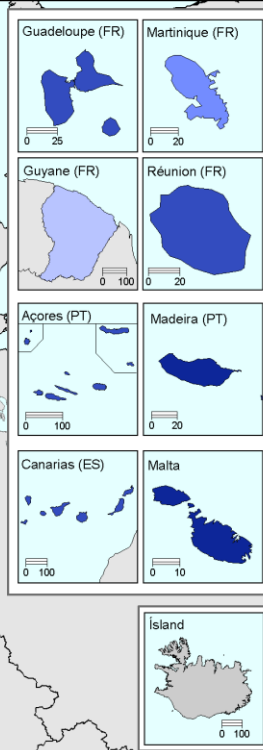 Guadeloupe (FR)
0 25
Martinique (FR)
0 20
Guyane (FR)
0 100
Réunion (FR)
0 20
Açores (PT)
0 100
Madeira (PT)
0 20
Canarias (ES)
0 100
Malta
0 10
Ísland
0 100